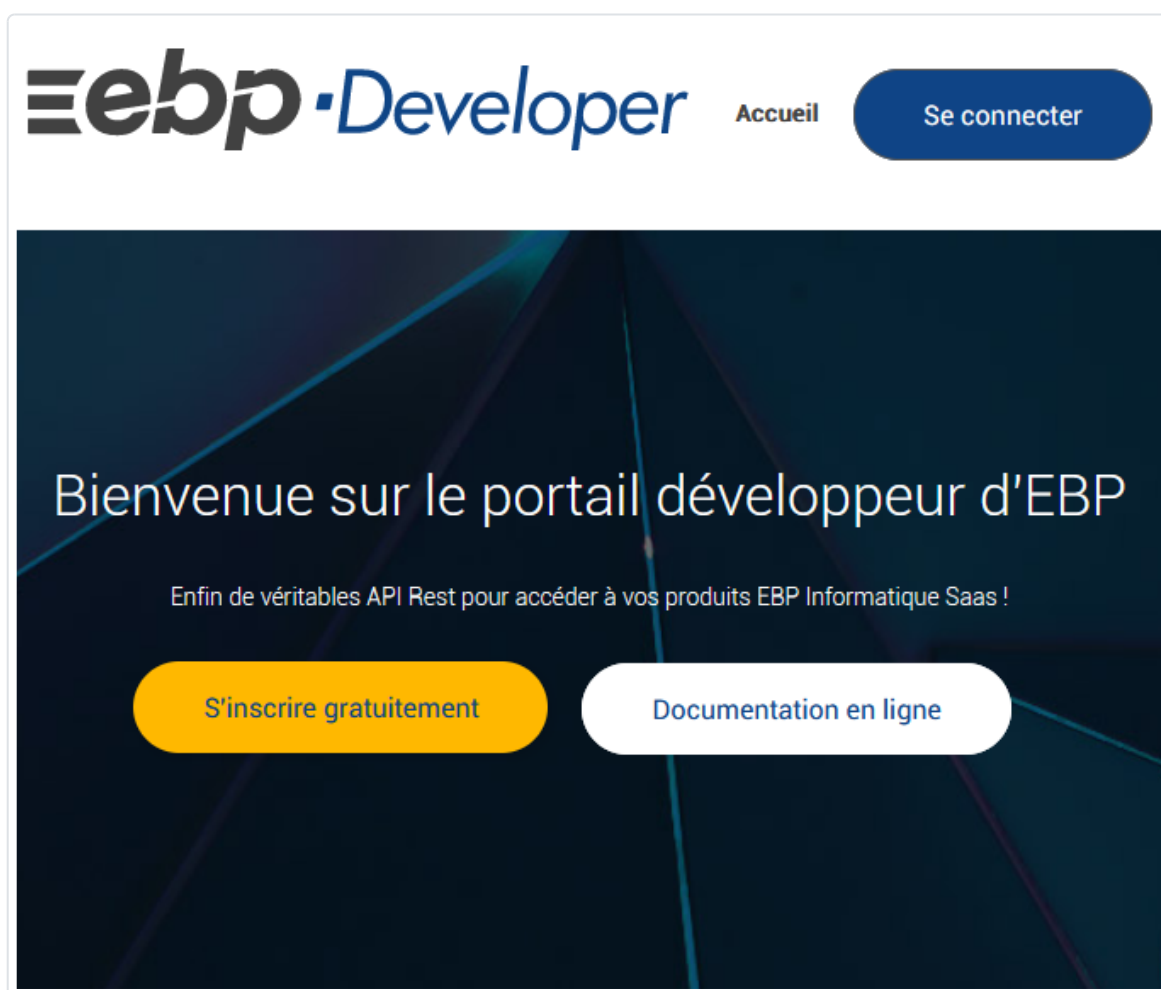 ebp·Developer
Accueil
Se connecter
Bienvenue sur le portail développeur d'EBP
Enfin de véritables API Rest pour accéder à vos produits EBP Informatique Saas !
S'inscrire gratuitement
Documentation en ligne